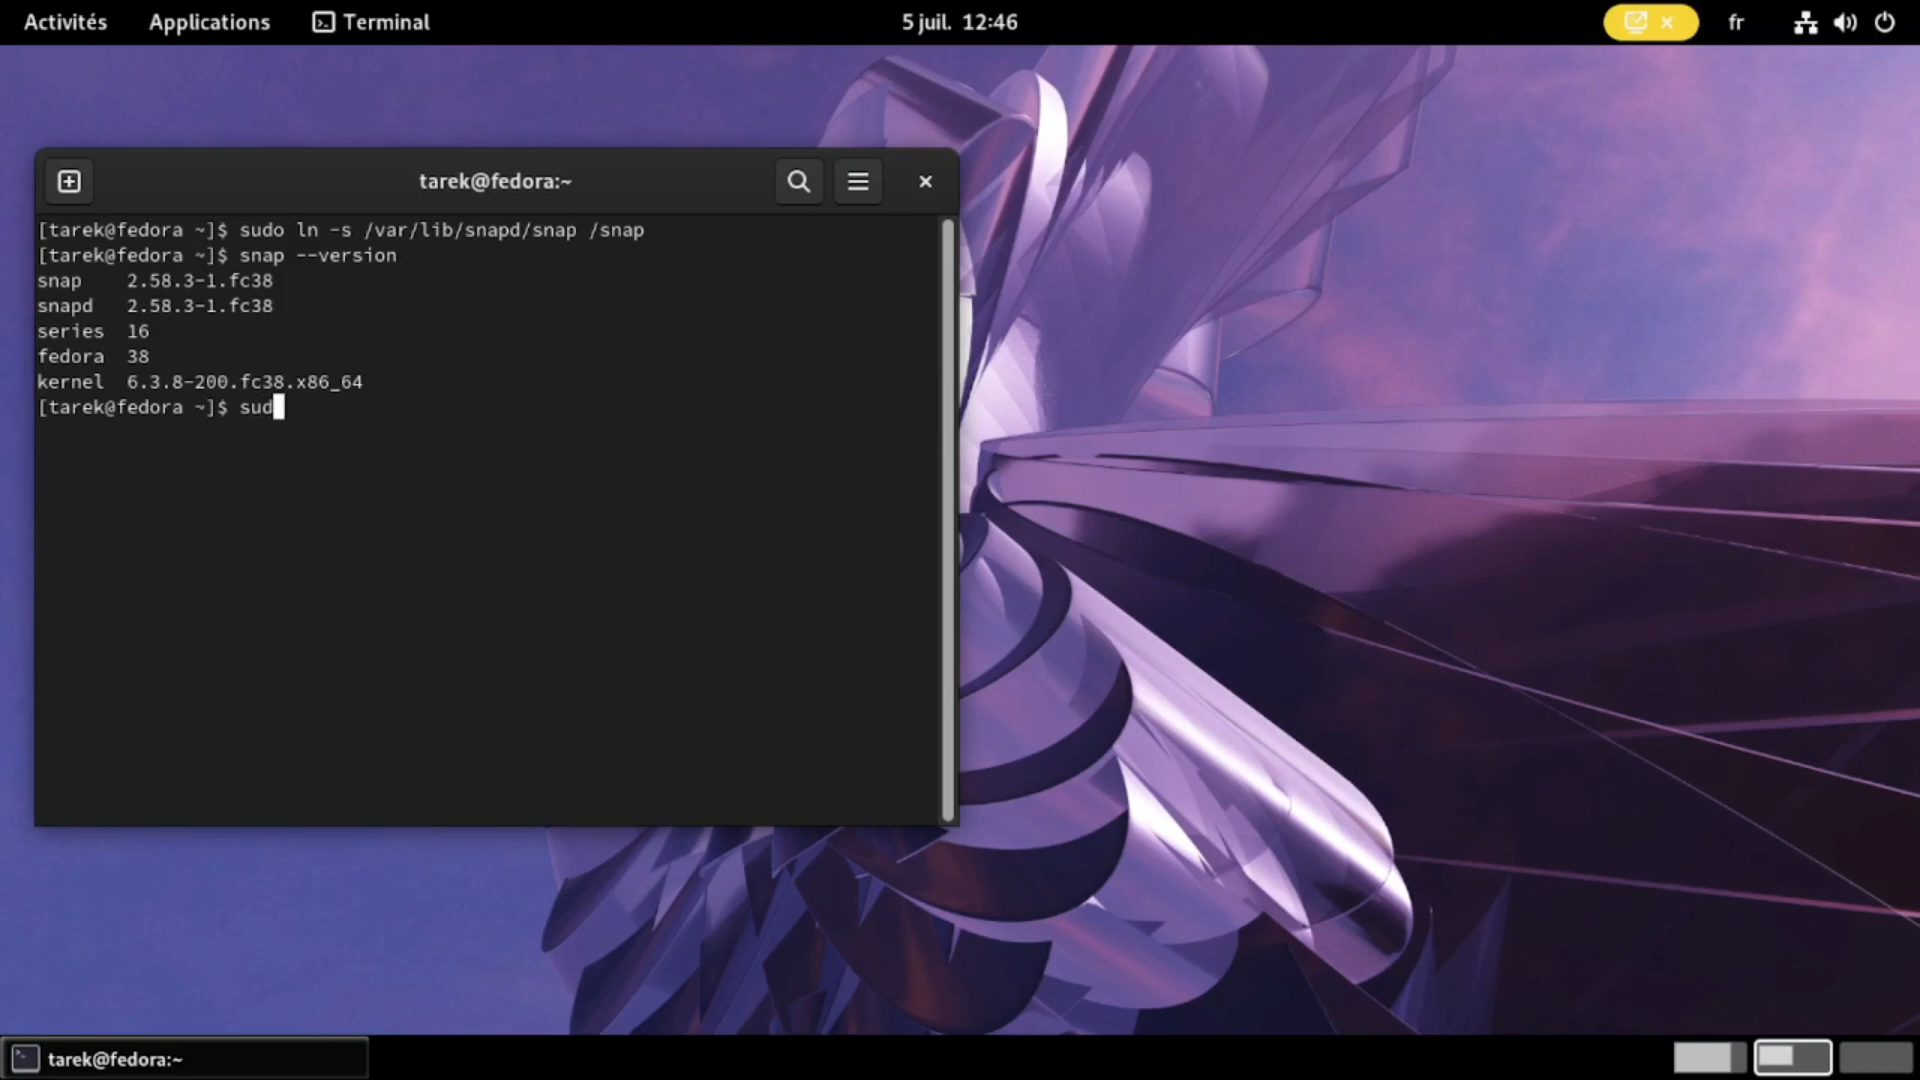 Activités Applications Terminal 5 juil. 12:46 fr
tarek@fedora:~
[tarek@fedora ~]$ sudo ln -s /var/lib/snapd/snap /snap
[tarek@fedora ~]$ snap --version
snap    2.58.3-1.fc38
snapd   2.58.3-1.fc38
series  16
fedora  38
kernel  6.3.8-200.fc38.x86_64
[tarek@fedora ~]$ sud
tarek@fedora:~